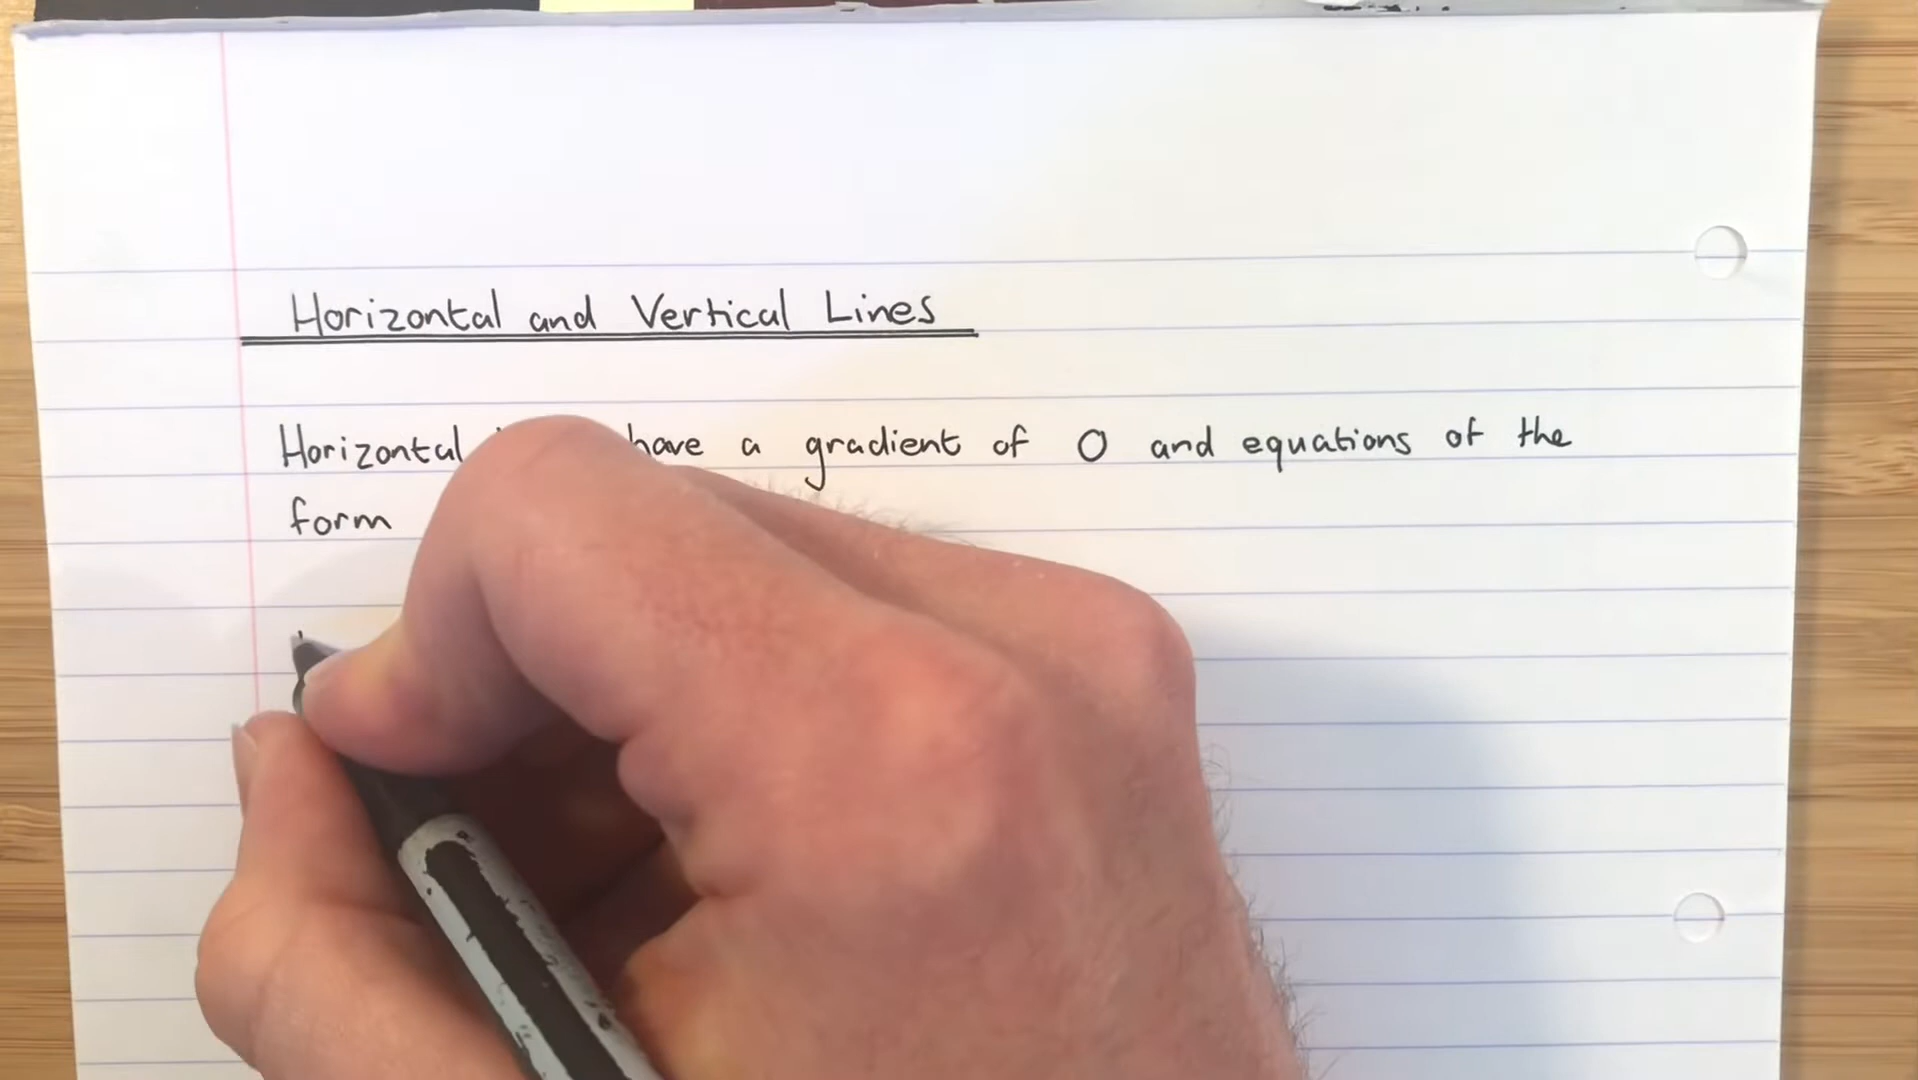 Horizontal and Vertical Lines
Horizontal have a gradient of 0 and equations of the
form